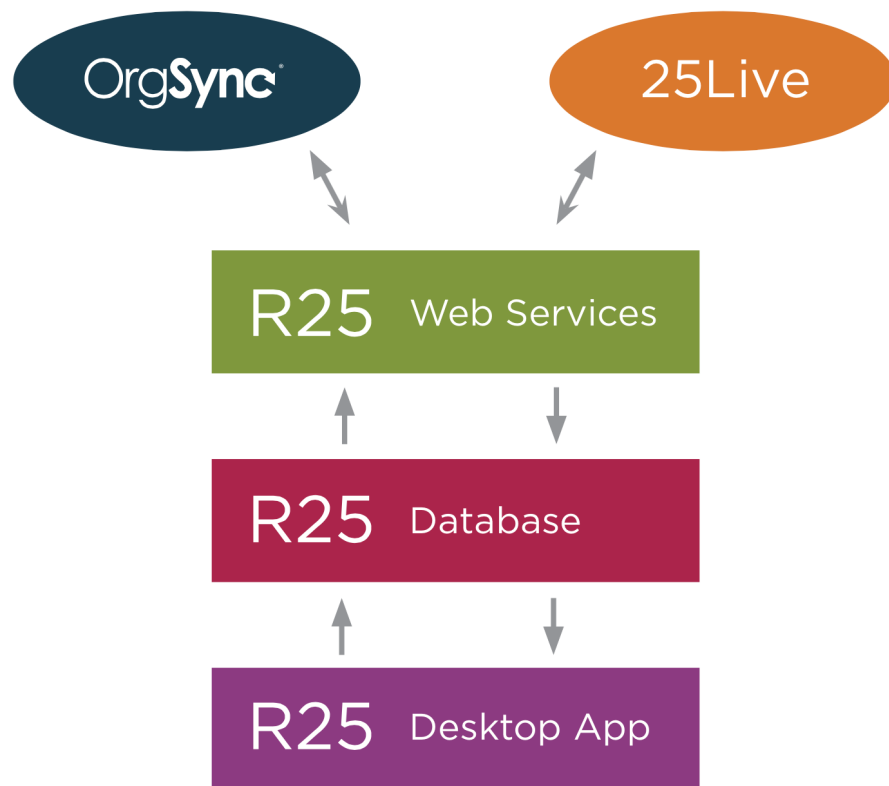 OrgSync®
25Live
R25 Web Services
R25 Database
R25 Desktop App